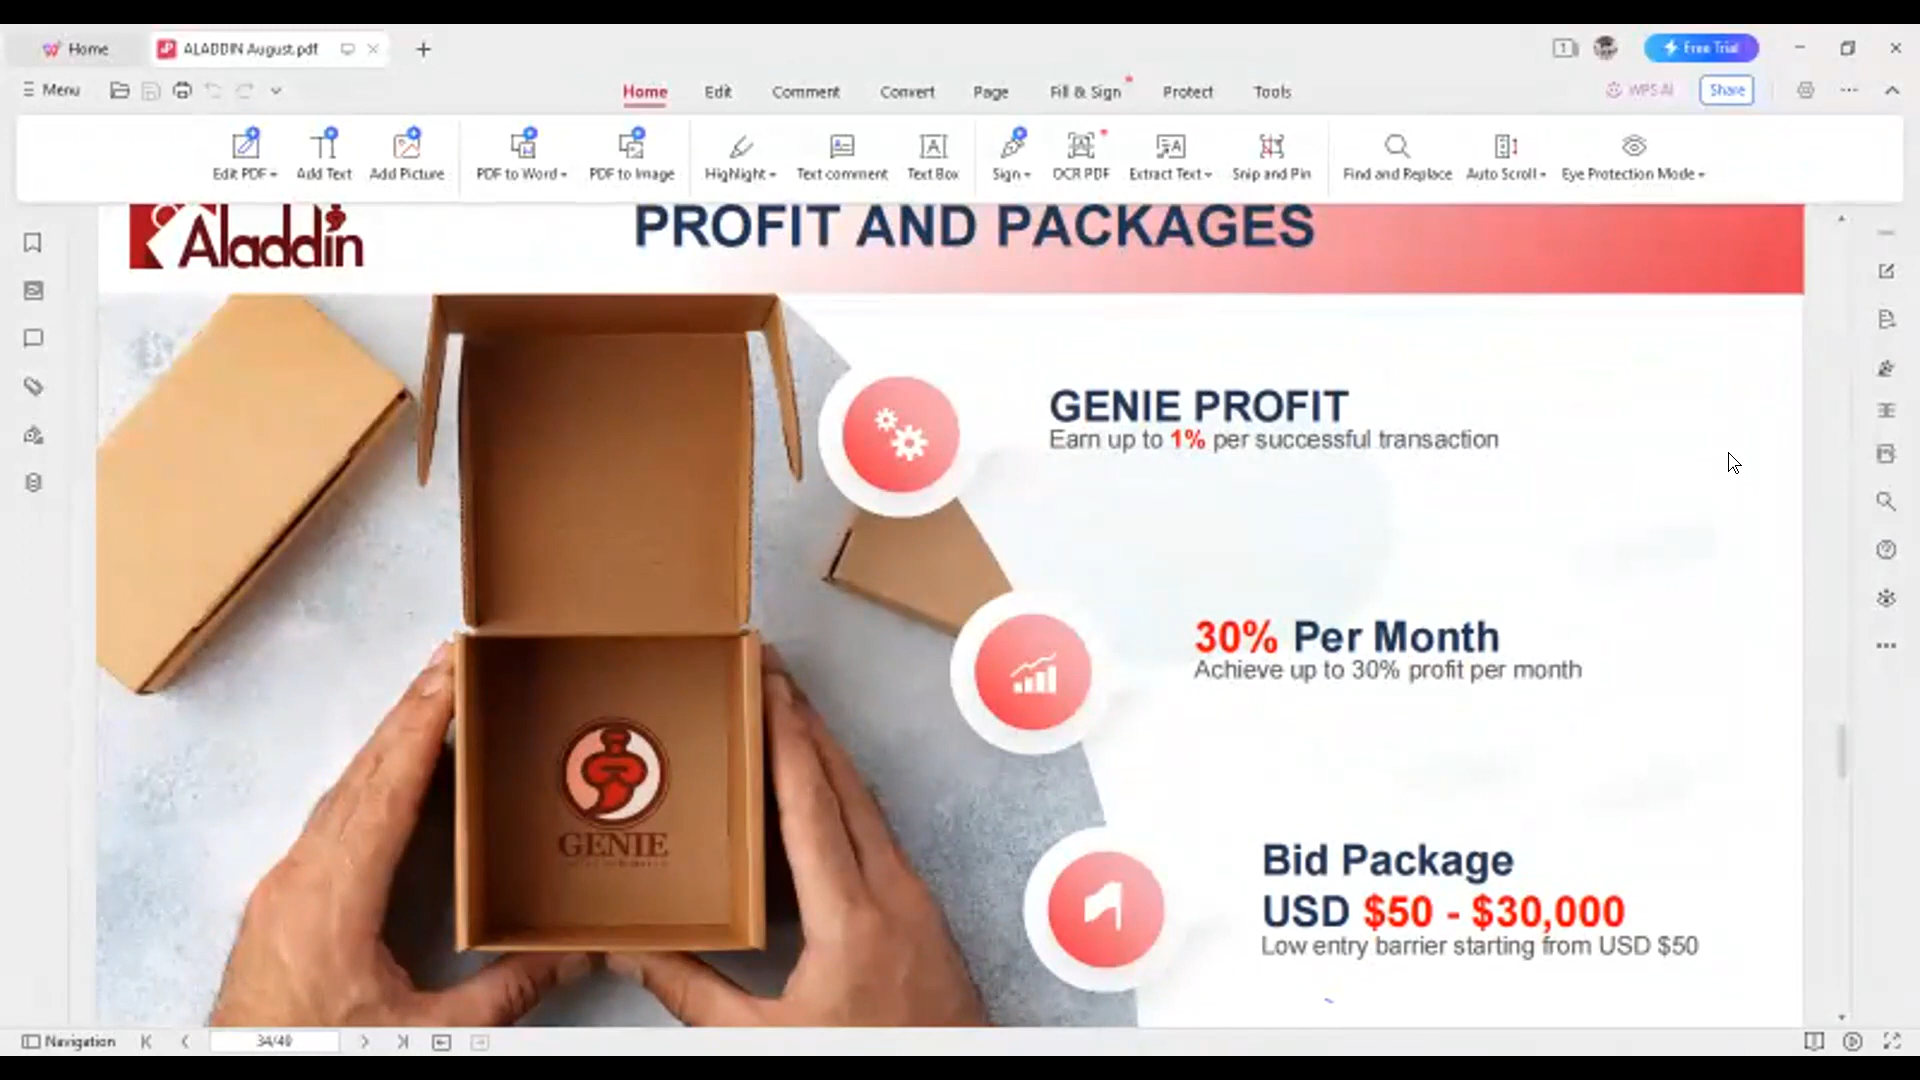 Home
ALADDIN August.pdf
1
Free Trial
Menu
Home
Edit
Comment
Convert
Page
Fill & Sign
Protect
Tools
WPS AI
Share
Edit PDF
Add Text
Add Picture
PDF to Word
PDF to Image
Highlight
Text comment
Text Box
Sign
OCR PDF
Extract Text
Snip and Pin
Find and Replace
Auto Scroll
Eye Protection Mode
Aladdin
PROFIT AND PACKAGES
GENIE PROFIT
Earn up to 1% per successful transaction
30% Per Month
Achieve up to 30% profit per month
GENIE
Bid Package
USD $50 - $30,000
Low entry barrier starting from USD $50
Navigation
34/49